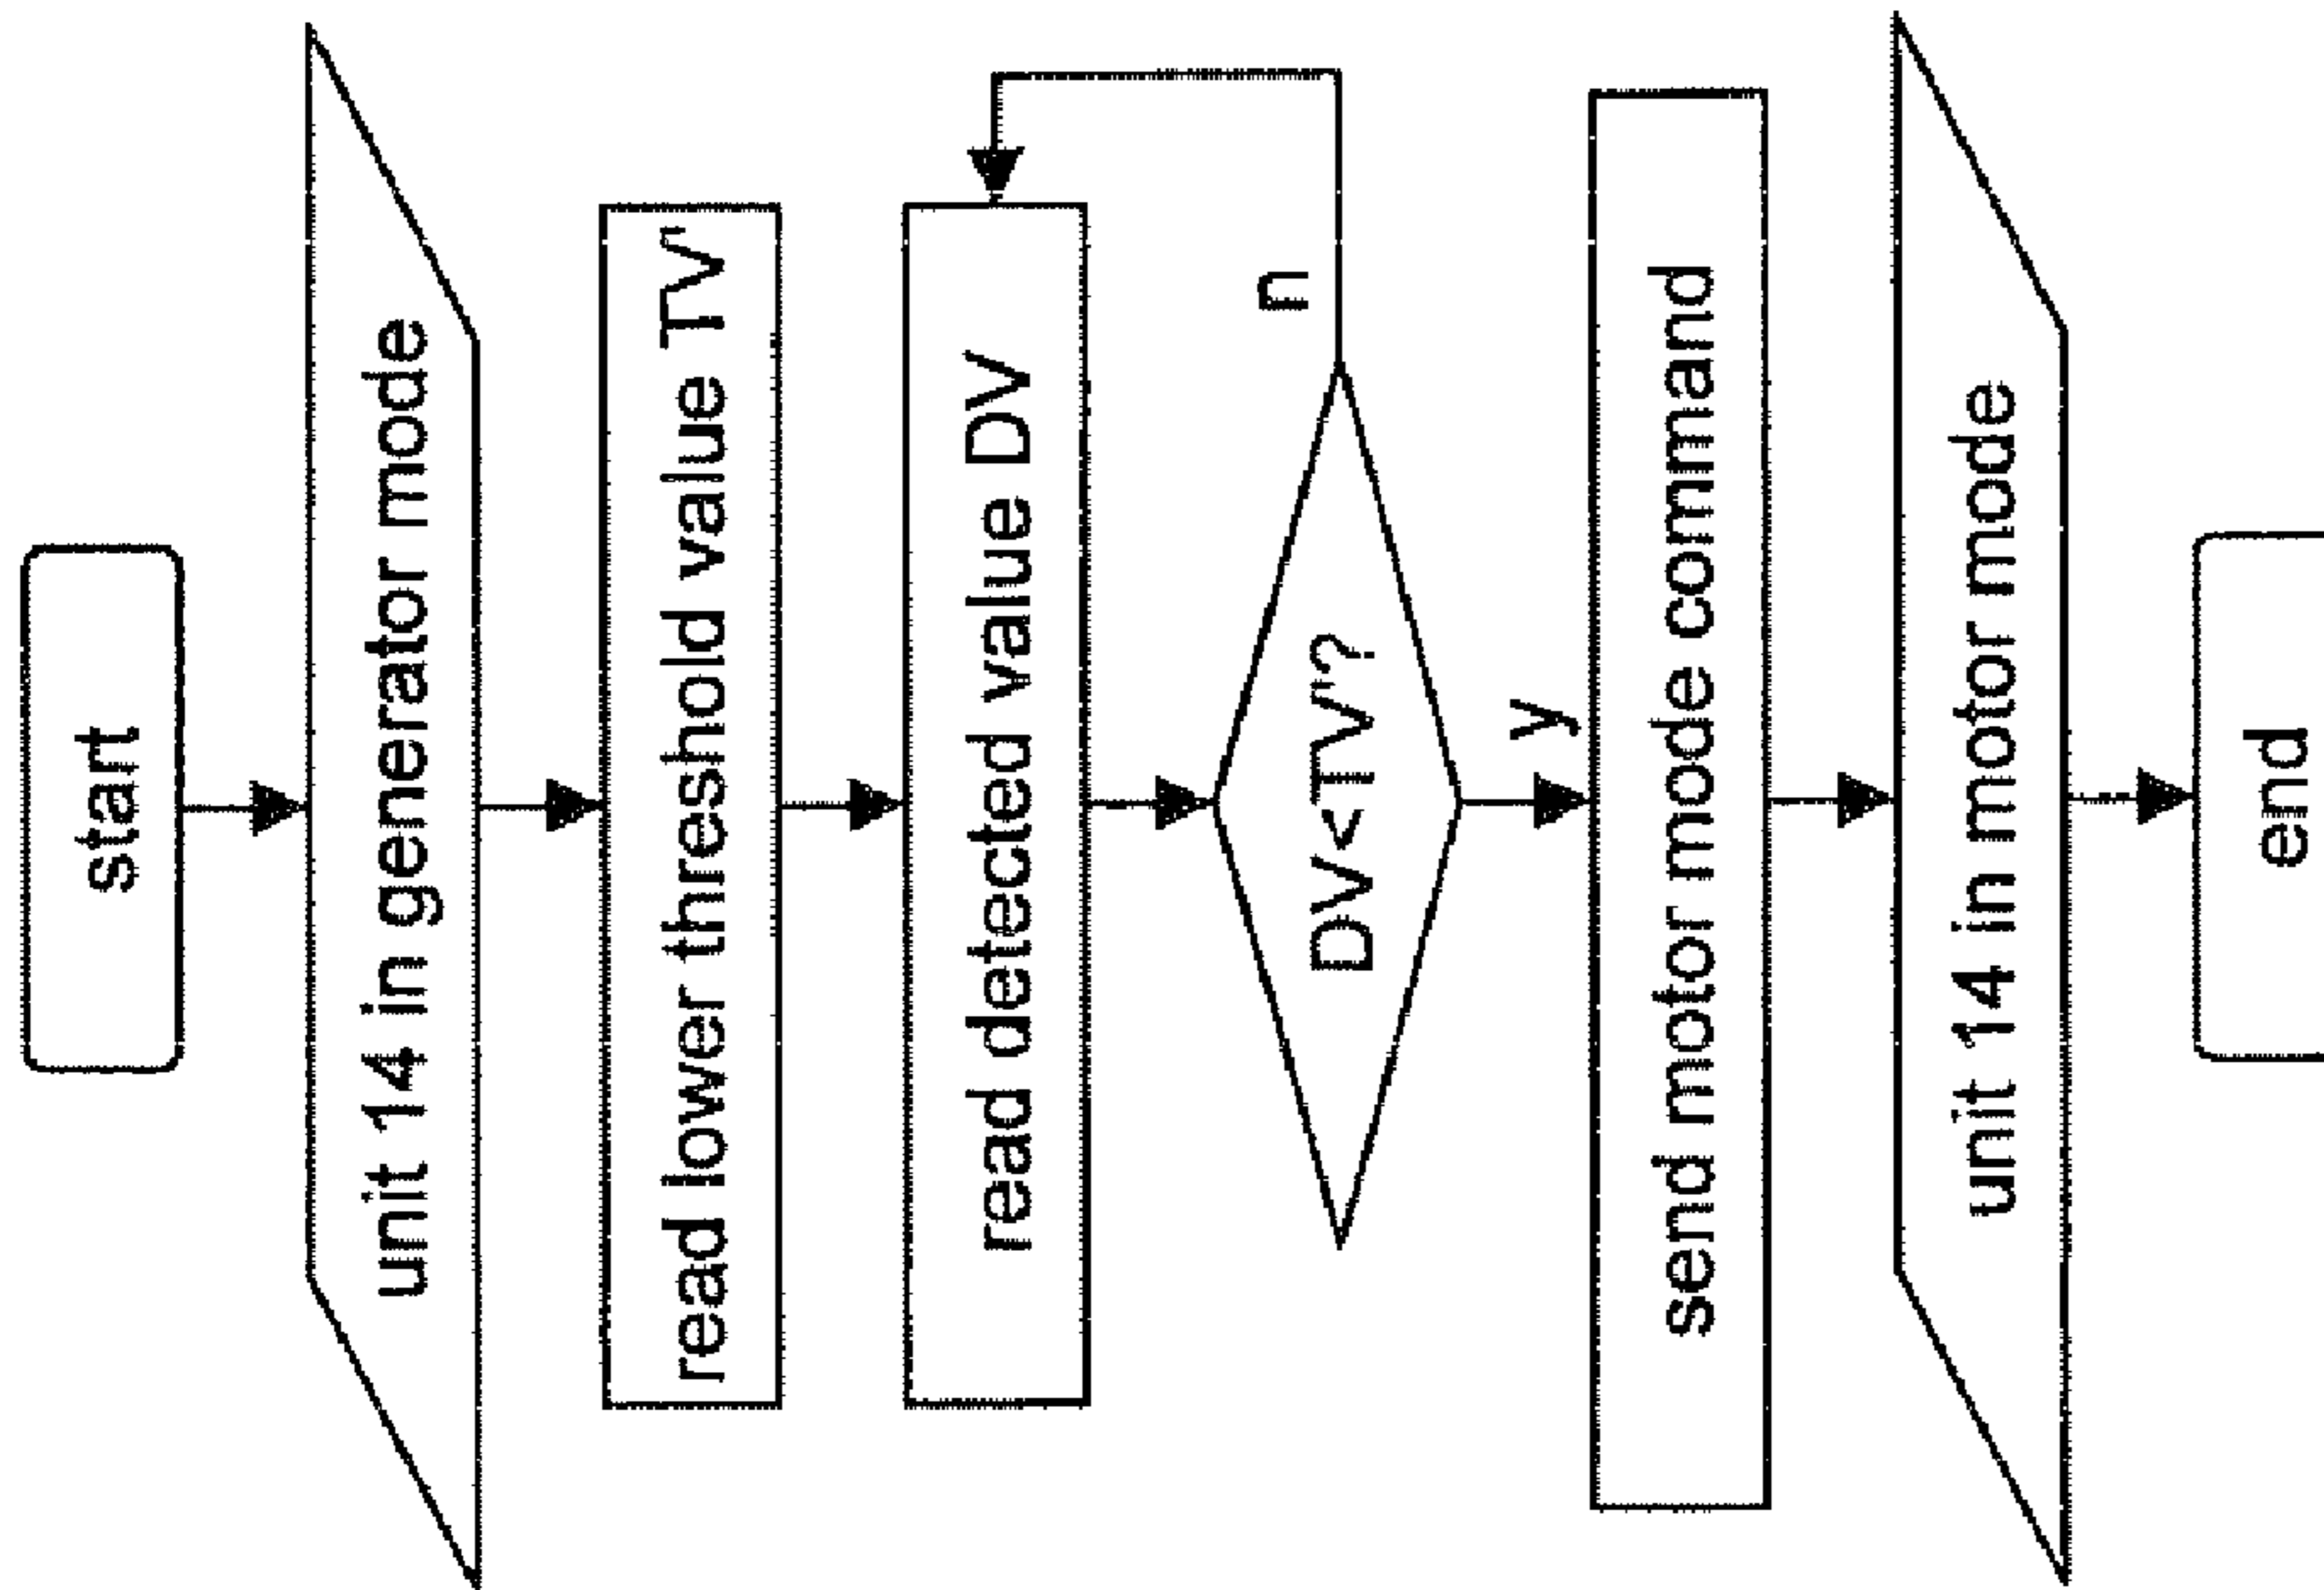 start
unit 14 in generator mode
read lower threshold value TV'
read detected value DV
DV<TV'?
n
y
send motor mode command
unit 14 in motor mode
end